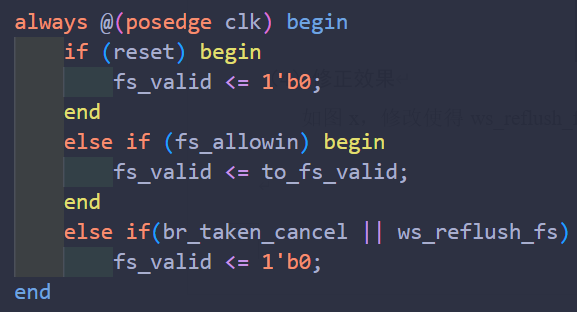 always @(posedge clk) begin
    if (reset) begin
        fs_valid <= 1'b0;
    end
    else if (fs_allowin) begin
        fs_valid <= to_fs_valid;
    end
    else if(br_taken_cancel || ws_reflush_fs)
        fs_valid <= 1'b0;
end